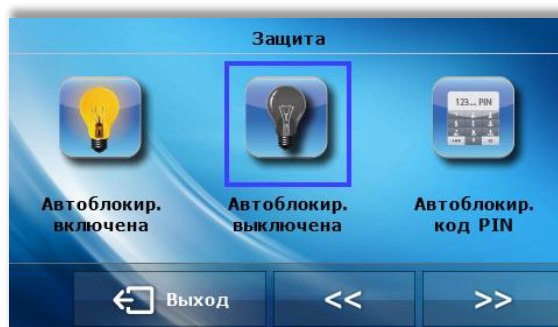 Защита
123... PIN
Автоблокир. включена
Автоблокир. выключена
Автоблокир. код PIN
Выход
<<
>>